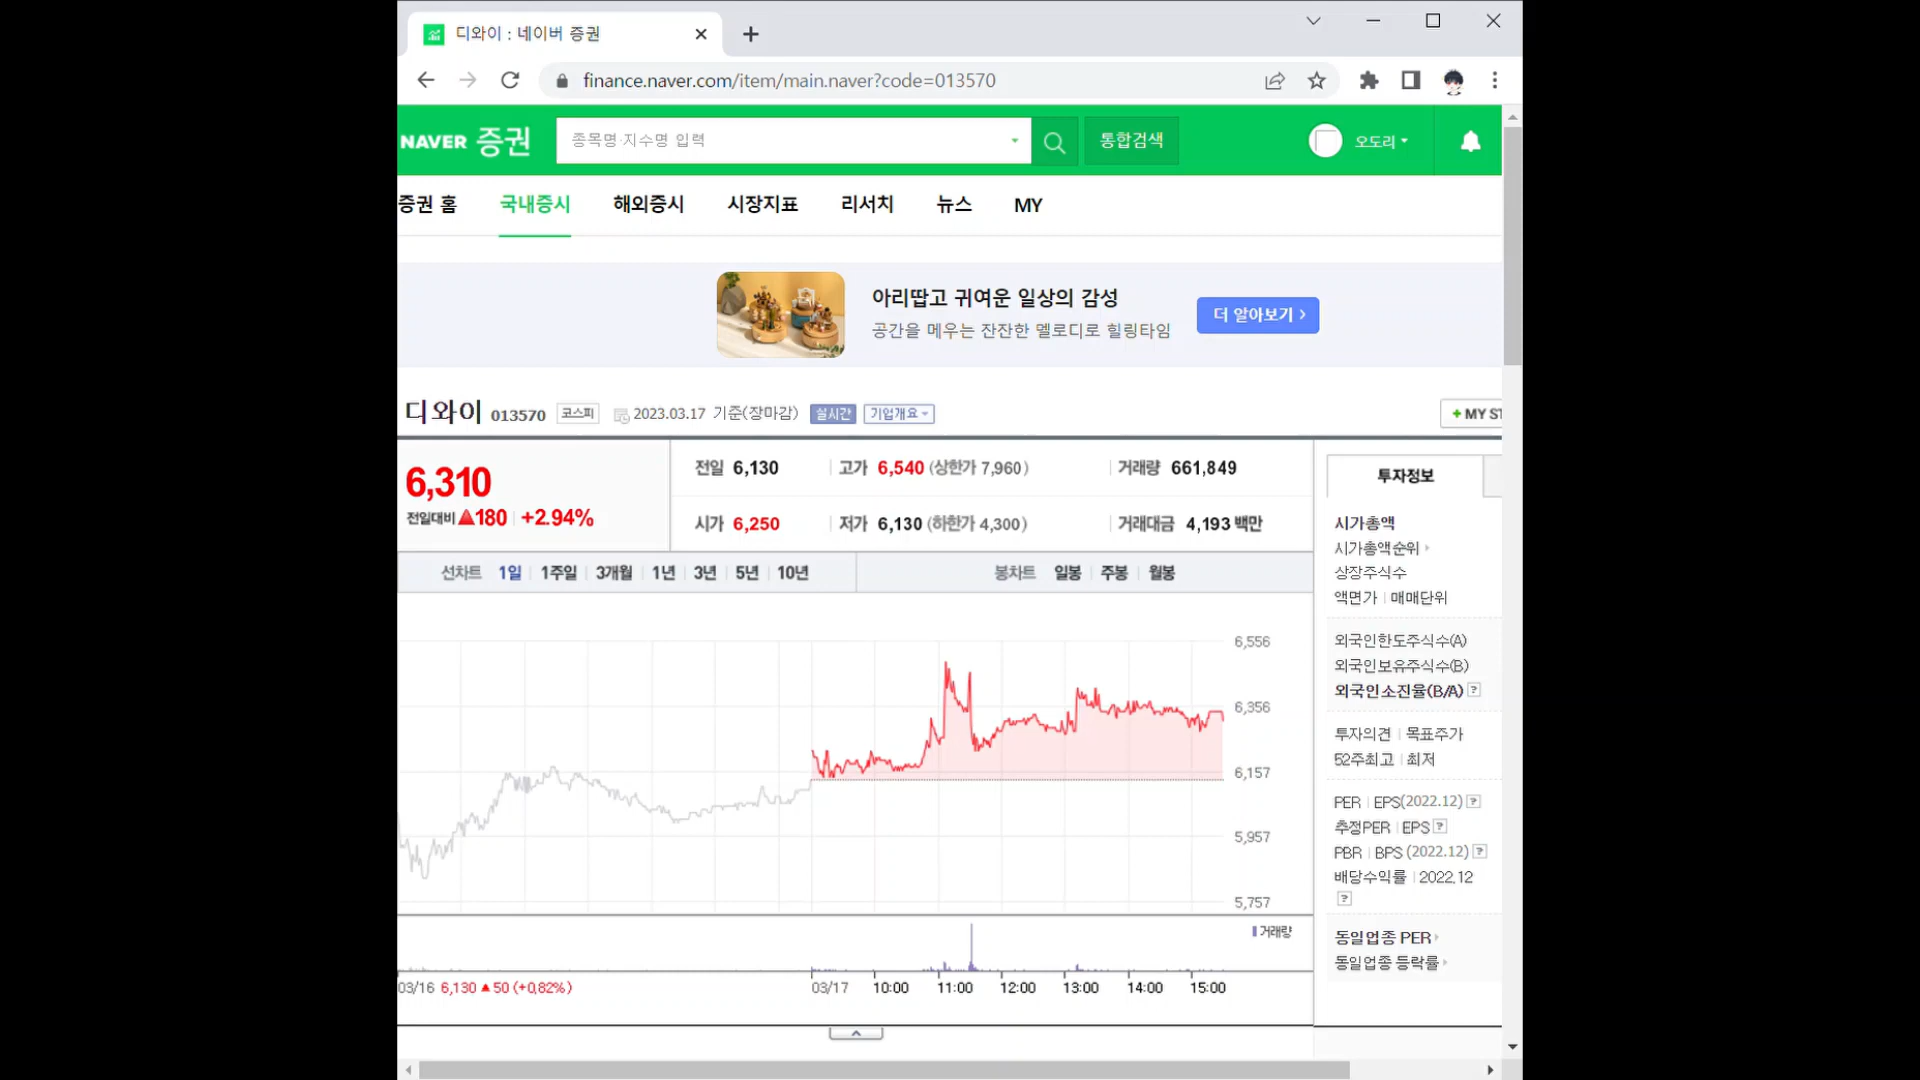 디와이 : 네이버 증권
finance.naver.com/item/main.naver?code=013570
NAVER 증권
종목명·지수명 입력
통합검색
오도리
증권 홈 국내증시 해외증시 시장지표 리서치 뉴스 MY
아리땁고 귀여운 일상의 감성
공간을 메우는 잔잔한 멜로디로 힐링타임
더 알아보기
디와이 013570 코스피 2023.03.17 기준(장마감) 실시간 기업개요
+ MY ST
6,310
전일대비 ▲180 +2.94%
전일 6,130 고가 6,540 (상한가 7,960) 거래량 661,849
시가 6,250 저가 6,130 (하한가 4,300) 거래대금 4,193 백만
선차트 1일 1주일 3개월 1년 3년 5년 10년
봉차트 일봉 주봉 월봉
6,556
6,356
6,157
5,957
5,757
거래량
03/16 6,130 ▲50 (+0.82%)
03/17 10:00 11:00 12:00 13:00 14:00 15:00
투자정보
시가총액
시가총액순위
상장주식수
액면가 매매단위
외국인한도주식수(A)
외국인보유주식수(B)
외국인소진율(B/A) ?
투자의견 목표주가
52주최고 최저
PER EPS(2022.12) ?
추정PER EPS ?
PBR BPS (2022.12) ?
배당수익률 2022.12
?
동일업종 PER
동일업종 등락률